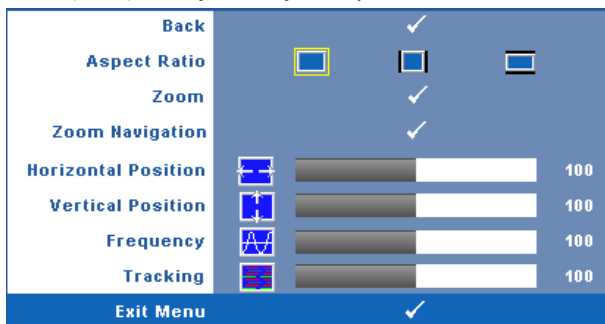 Back
Aspect Ratio
Zoom
Zoom Navigation
Horizontal Position 100
Vertical Position 100
Frequency 100
Tracking 100
Exit Menu